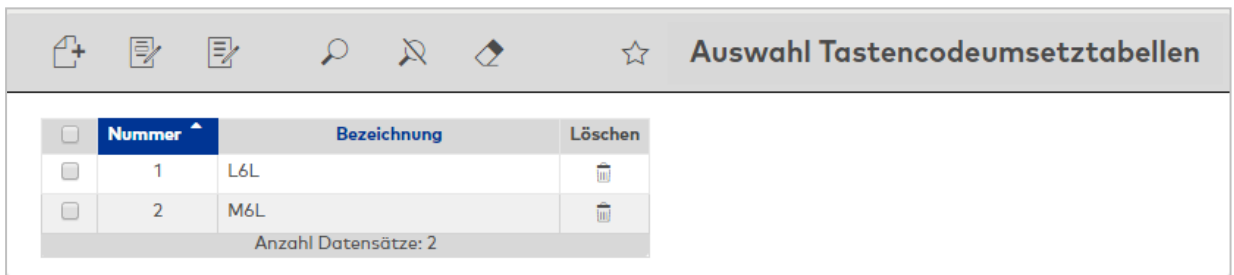 Auswahl Tastencodeumsetztabellen
Nummer Bezeichnung Löschen
1 L6L
2 M6L
Anzahl Datensätze: 2